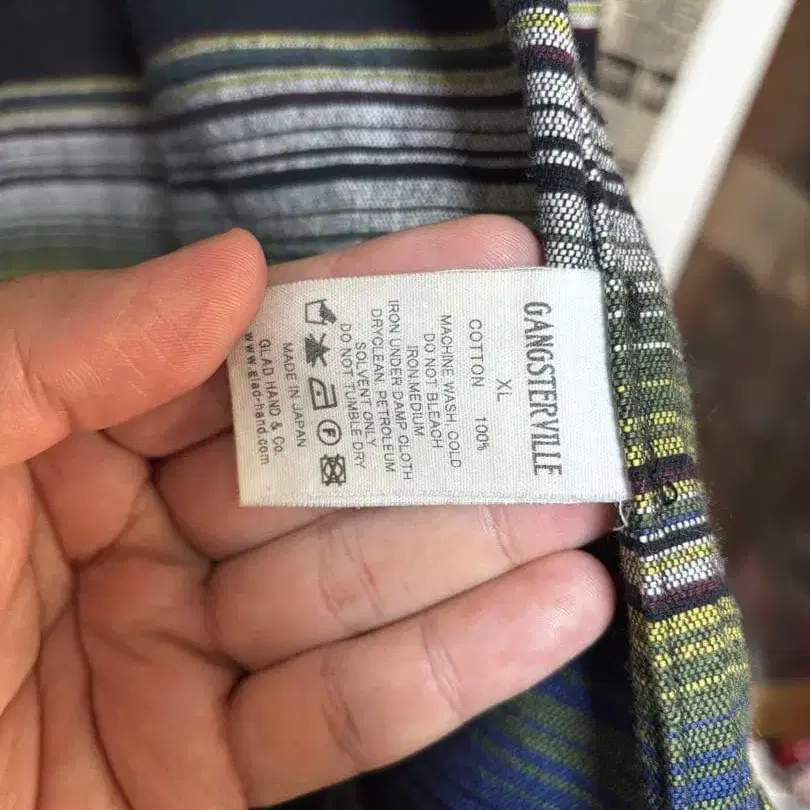 GANGSTERVILLE
XL
COTTON 100%
MACHINE WASH, COLD
DO NOT BLEACH
IRON,MEDIUM
IRON UNDER DAMP CLOTH
DRYCLEAN, PETROLEUM
SOLVENT ONLY
DO NOT TUMBLE DRY
F
MADE IN JAPAN
GLAD HAND & Co.
www.glad-hand.com